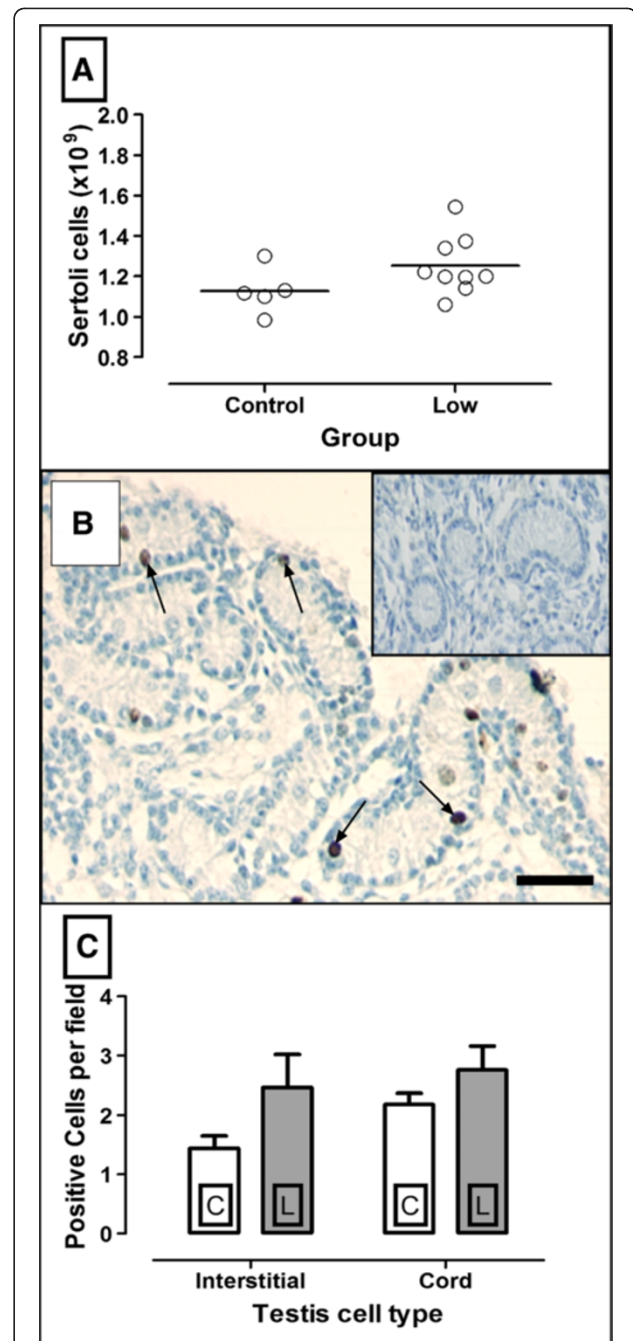 A
Sertoli cells (x10⁹)
2.0
1.8
1.6
1.4
1.2
1.0
0.8
Control Low
Group
B
C
Positive Cells per field
4
3
2
1
0
C L C L
Interstitial Cord
Testis cell type